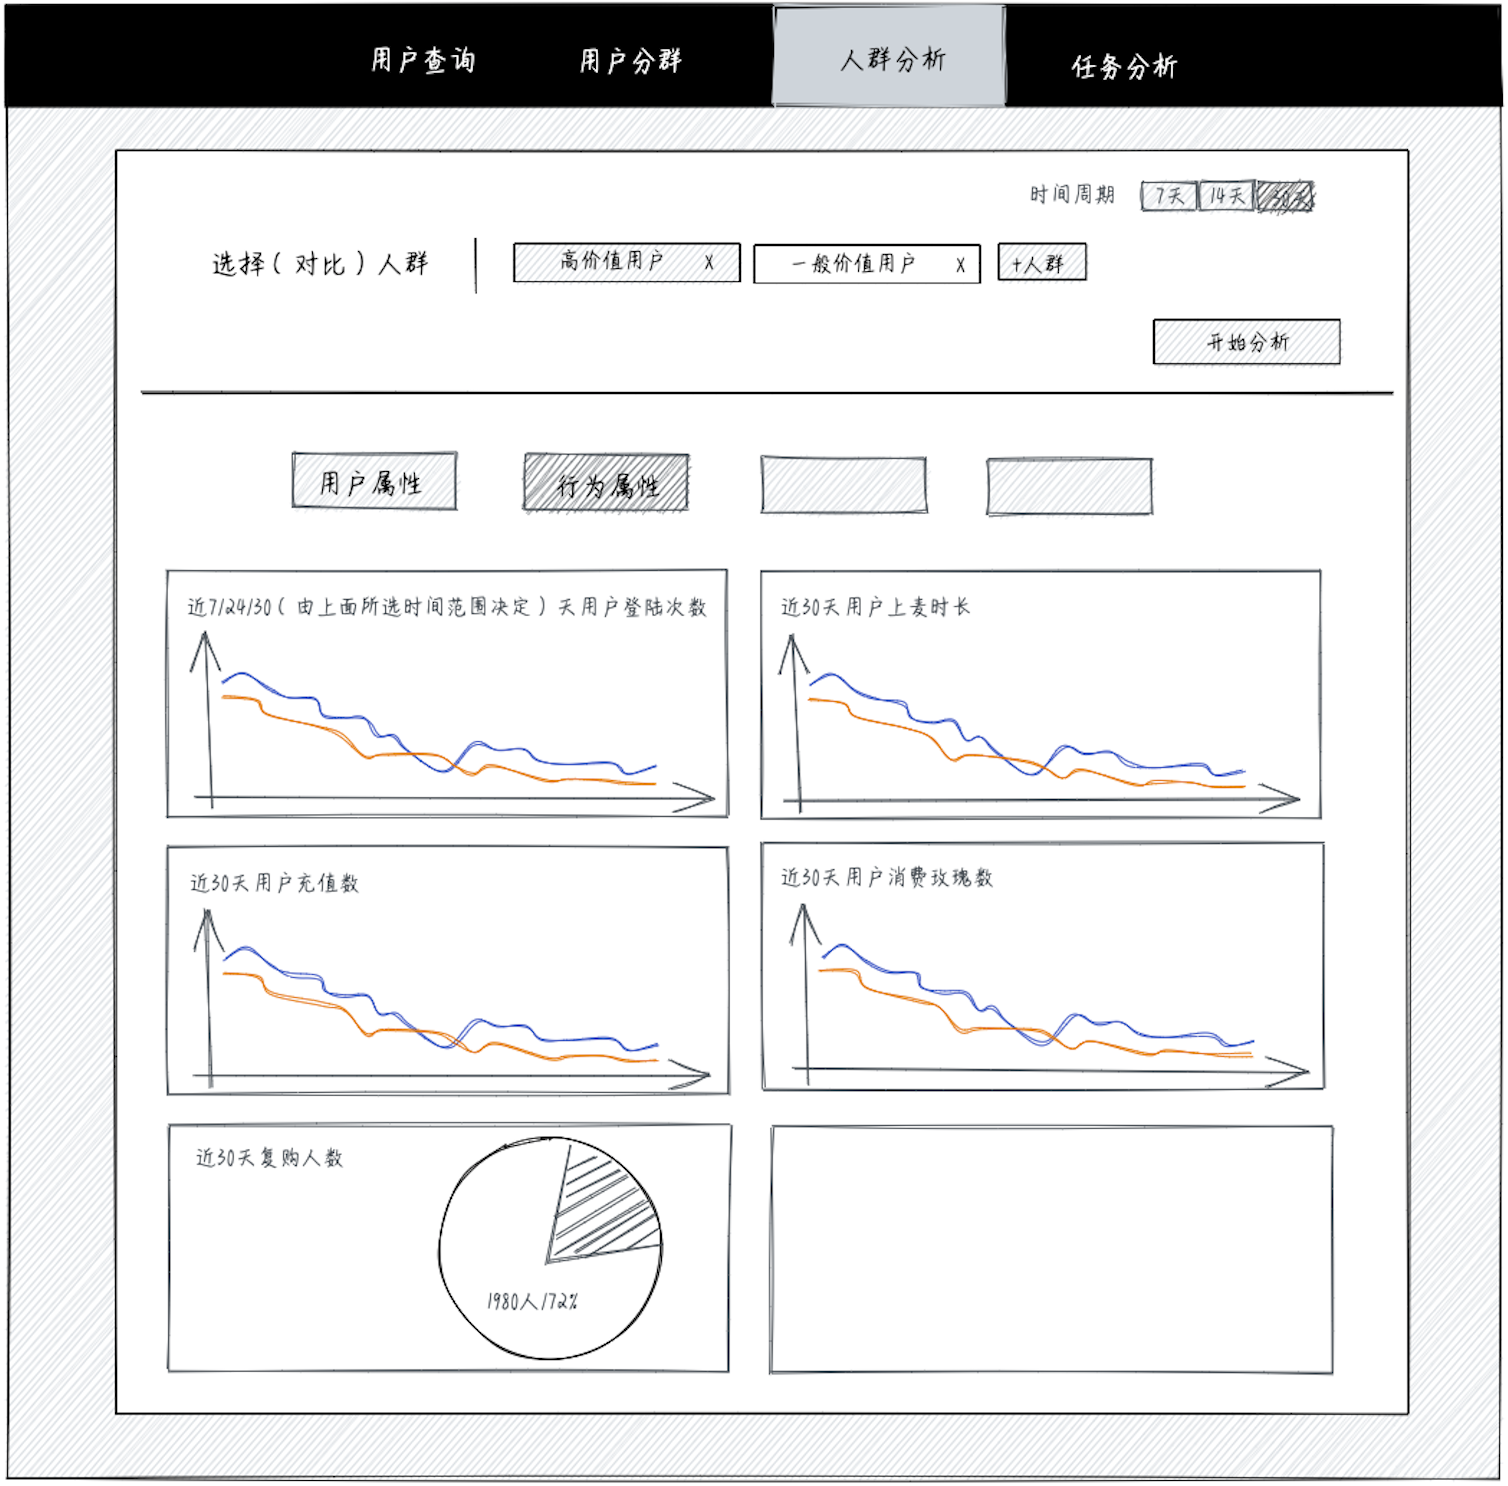 用户查询 用户分群 人群分析 任务分析
时间周期 7天 14天 30天
选择(对比)人群 高价值用户 X 一般价值用户 X +人群
开始分析
用户属性 行为属性
近7/24/30(由上面所选时间范围决定)天用户登陆次数
近30天用户上麦时长
近30天用户充值数
近30天用户消费玫瑰数
近30天复购人数
1980人/72%